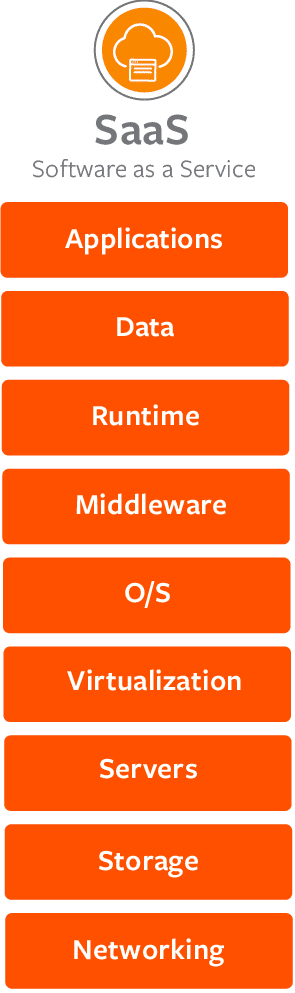 SaaS
Software as a Service
Applications
Data
Runtime
Middleware
O/S
Virtualization
Servers
Storage
Networking